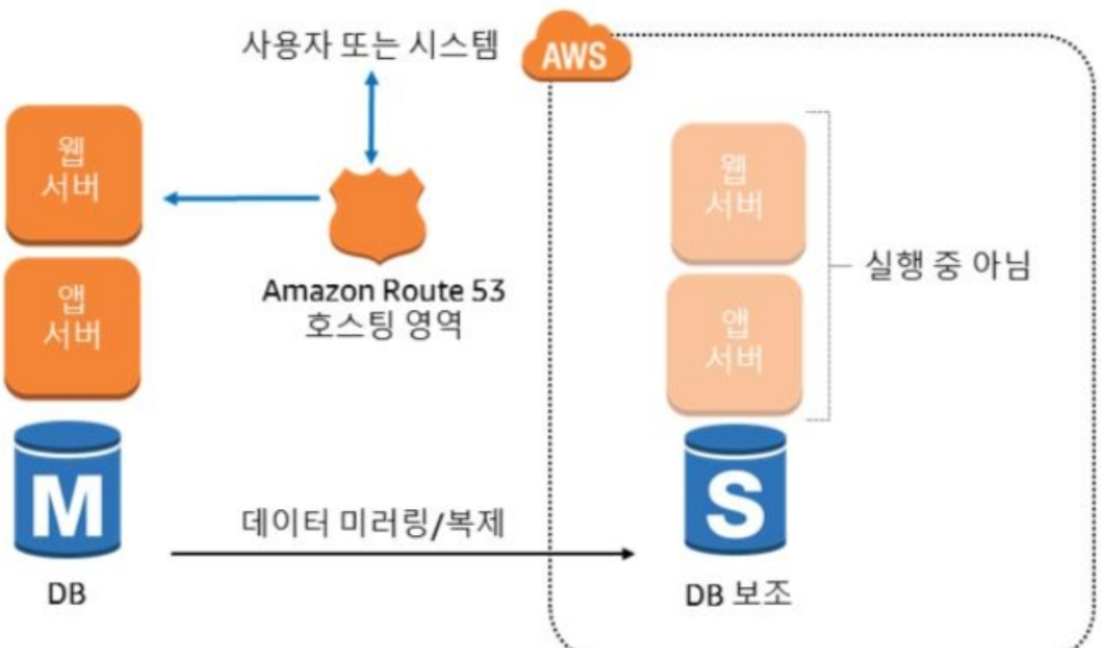 사용자 또는 시스템
AWS
웹
서버
웹
서버
실행 중 아님
Amazon Route 53
호스팅 영역
앱
서버
앱
서버
M
S
데이터 미러링/복제
DB
DB 보조